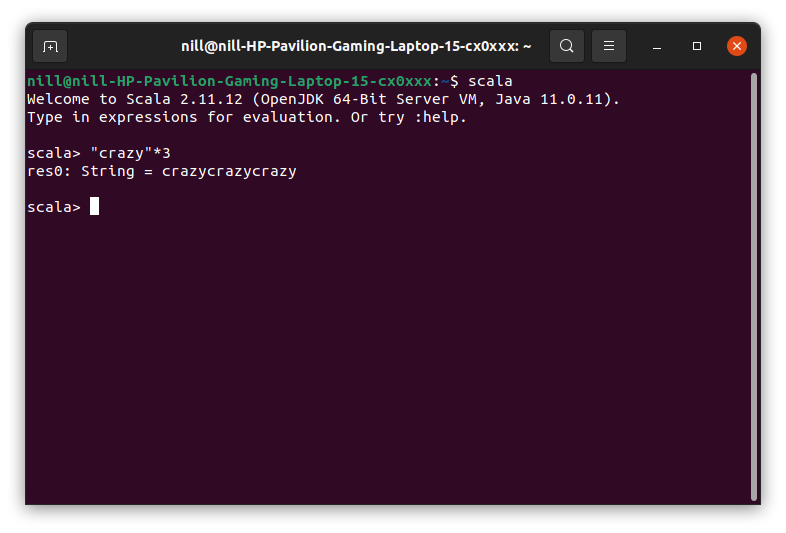 nill@nill-HP-Pavilion-Gaming-Laptop-15-cx0xxx: ~
nill@nill-HP-Pavilion-Gaming-Laptop-15-cx0xxx:~$ scala
Welcome to Scala 2.11.12 (OpenJDK 64-Bit Server VM, Java 11.0.11).
Type in expressions for evaluation. Or try :help.
scala> "crazy"*3
res0: String = crazycrazycrazy
scala>